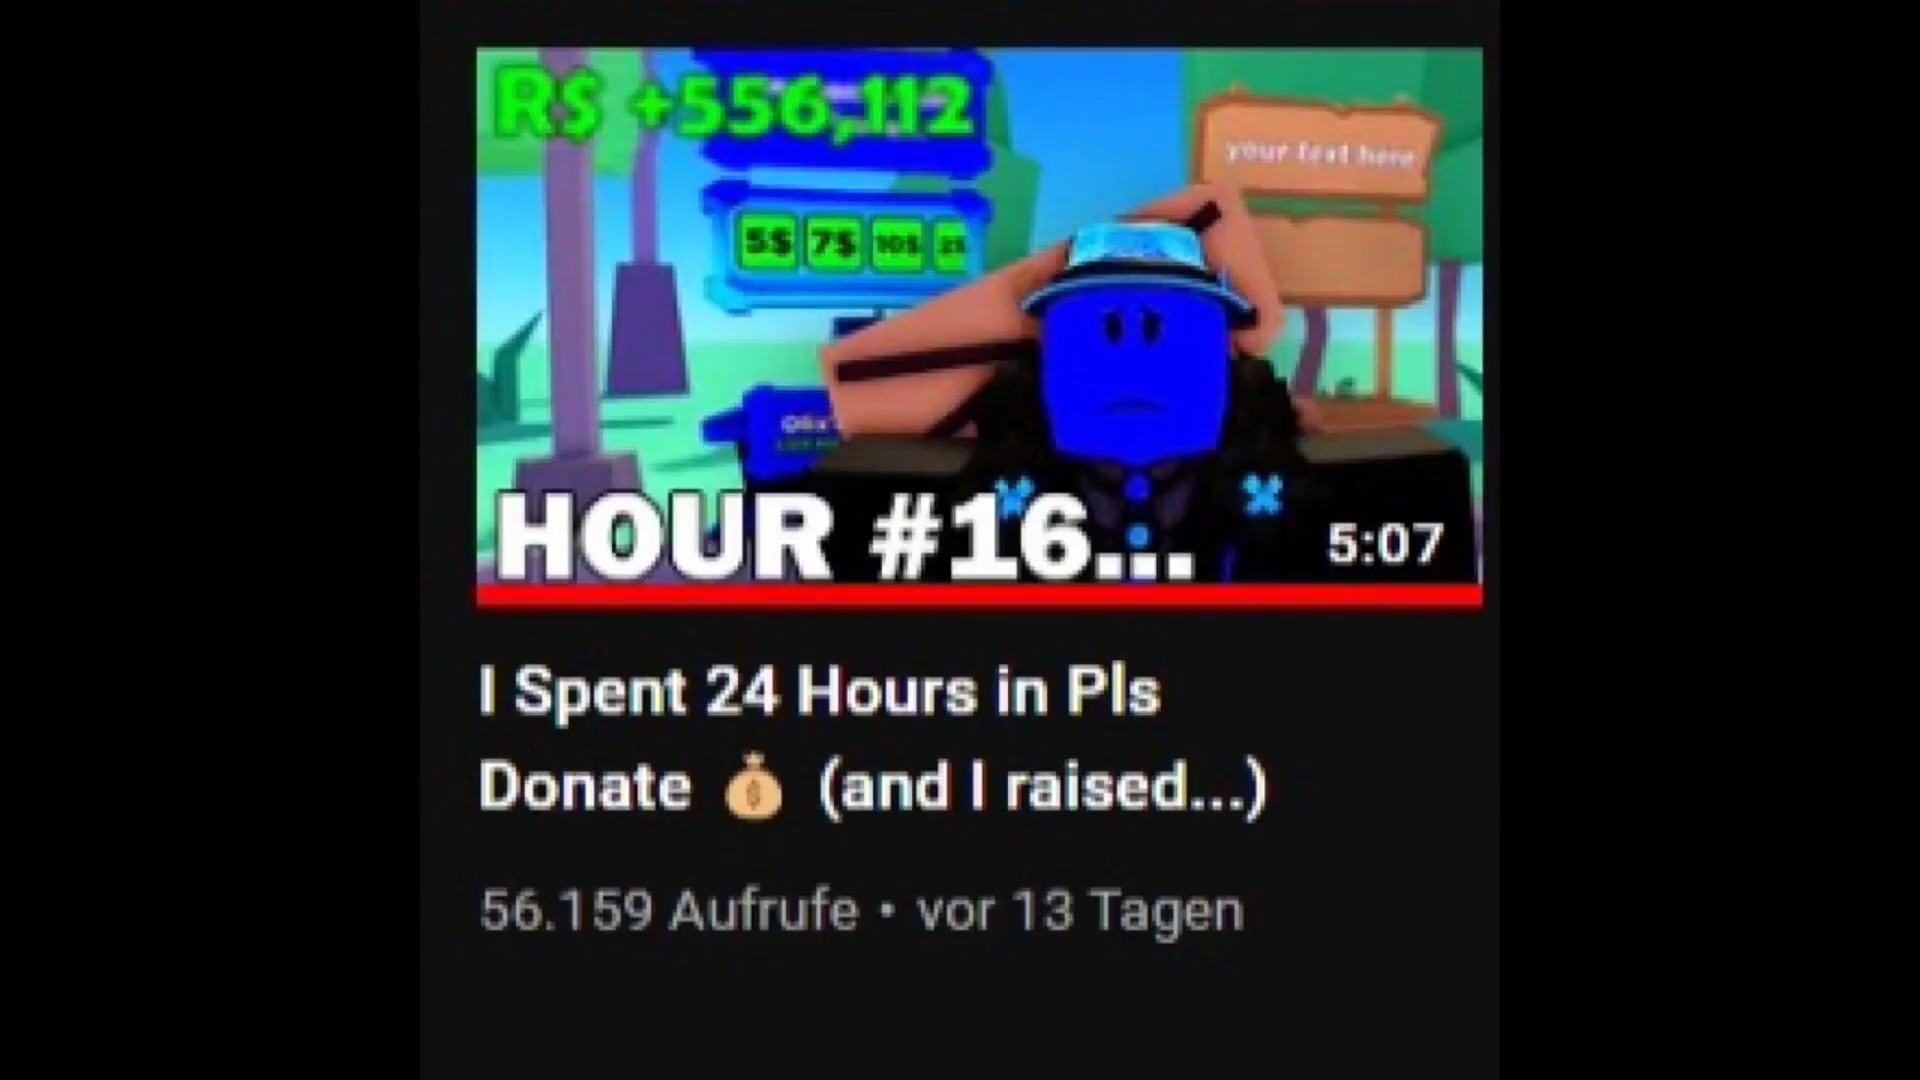 R$ +556,112
your text here
5$ 7$ 10$
HOUR #16...
5:07
I Spent 24 Hours in Pls
Donate 💰 (and I raised...)
56.159 Aufrufe • vor 13 Tagen